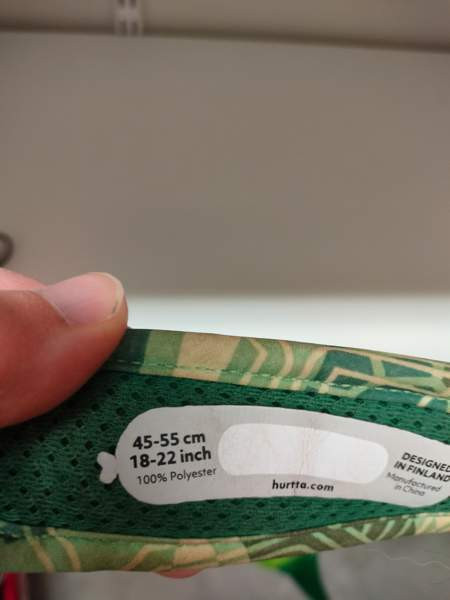 45-55 cm
18-22 inch
100% Polyester
hurtta.com
DESIGNED
IN FINLAND
Manufactured
in China